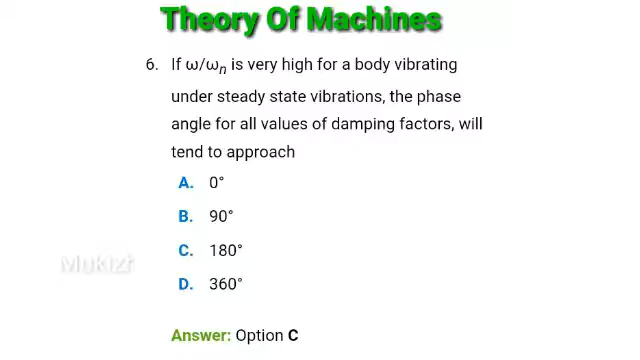 Theory Of Machines
6. If ω/ωn is very high for a body vibrating
under steady state vibrations, the phase
angle for all values of damping factors, will
tend to approach
A. 0°
B. 90°
C. 180°
D. 360°
Mukizh
Answer: Option C